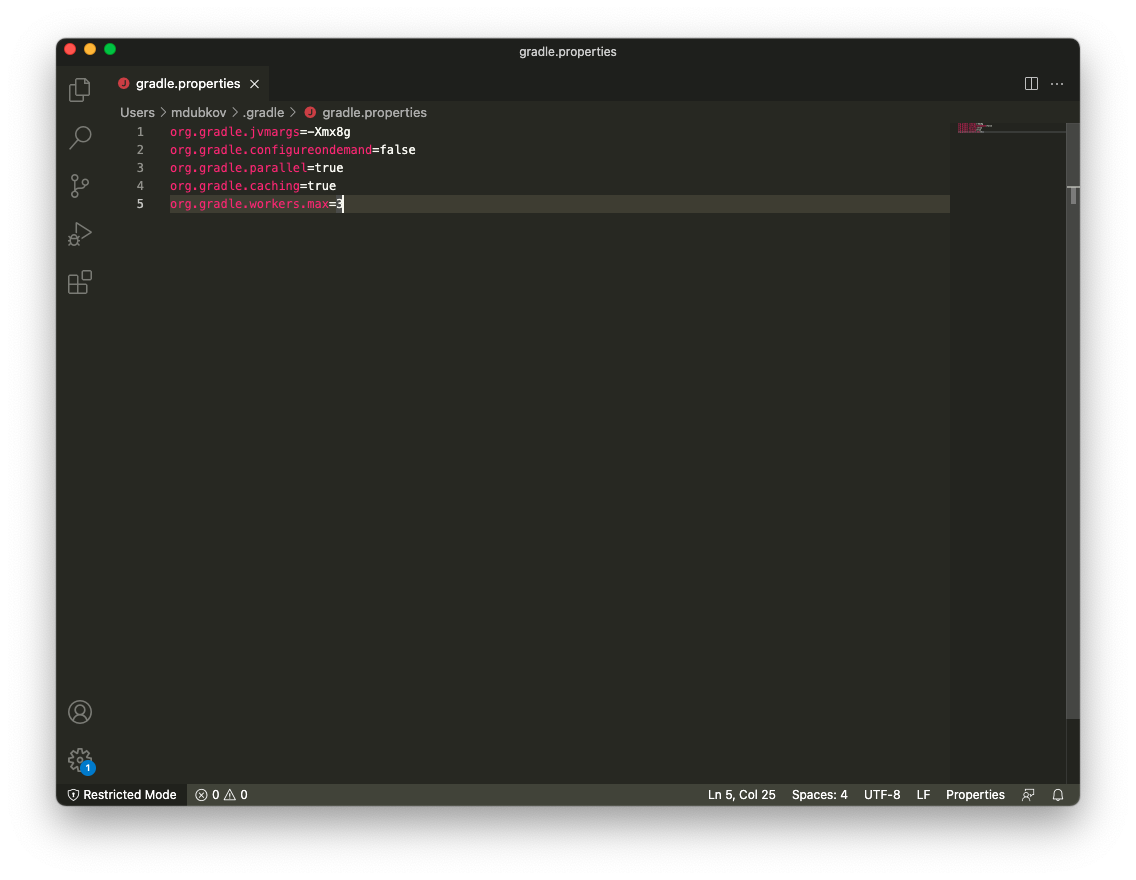 gradle.properties
gradle.properties
Users > mdubkov > .gradle > gradle.properties
1 org.gradle.jvmargs=-Xmx8g
2 org.gradle.configureondemand=false
3 org.gradle.parallel=true
4 org.gradle.caching=true
5 org.gradle.workers.max=3
1
Restricted Mode 0 0 Ln 5, Col 25 Spaces: 4 UTF-8 LF Properties